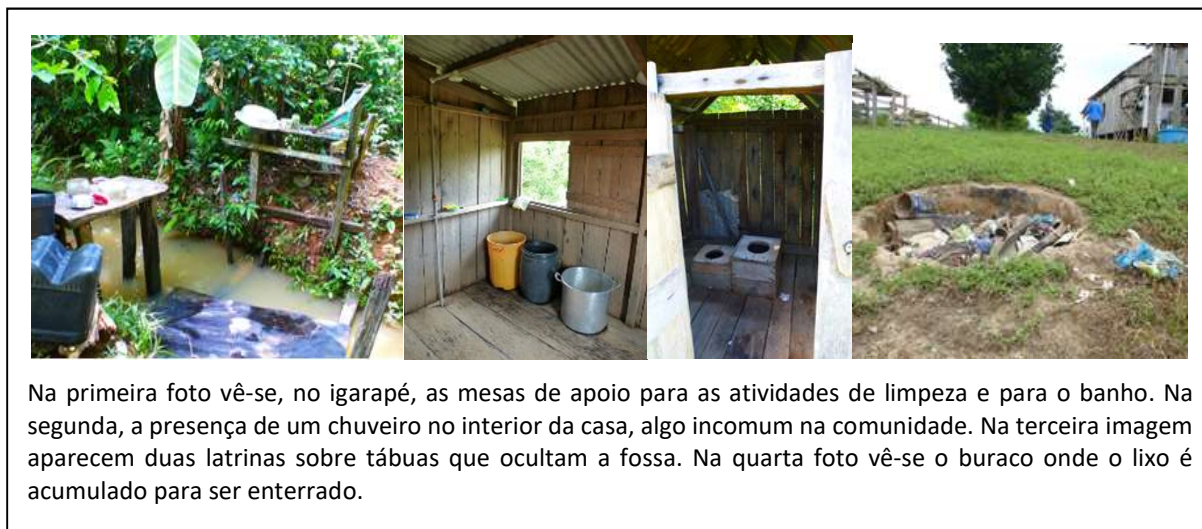 Na primeira foto vê-se, no igarapé, as mesas de apoio para as atividades de limpeza e para o banho. Na
segunda, a presença de um chuveiro no interior da casa, algo incomum na comunidade. Na terceira imagem
aparecem duas latrinas sobre tábuas que ocultam a fossa. Na quarta foto vê-se o buraco onde o lixo é
acumulado para ser enterrado.